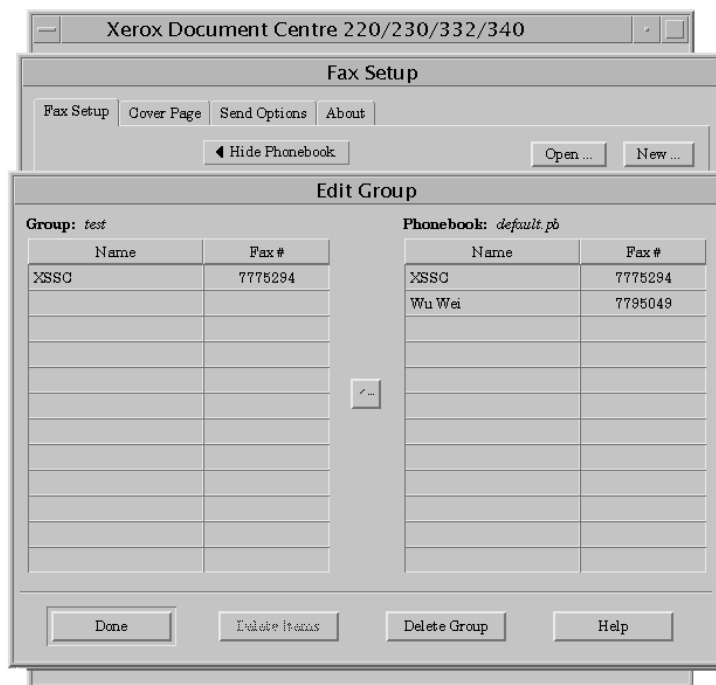 Xerox Document Centre 220/230/332/340
Fax Setup
Fax Setup Cover Page Send Options About
Hide Phonebook Open ... New ...
Edit Group
Group: test Phonebook: default.pb
Name Fax # Name Fax #
XSSC 7775294 XSSC 7775294
Wu Wei 7795049
Done Delete Items Delete Group Help